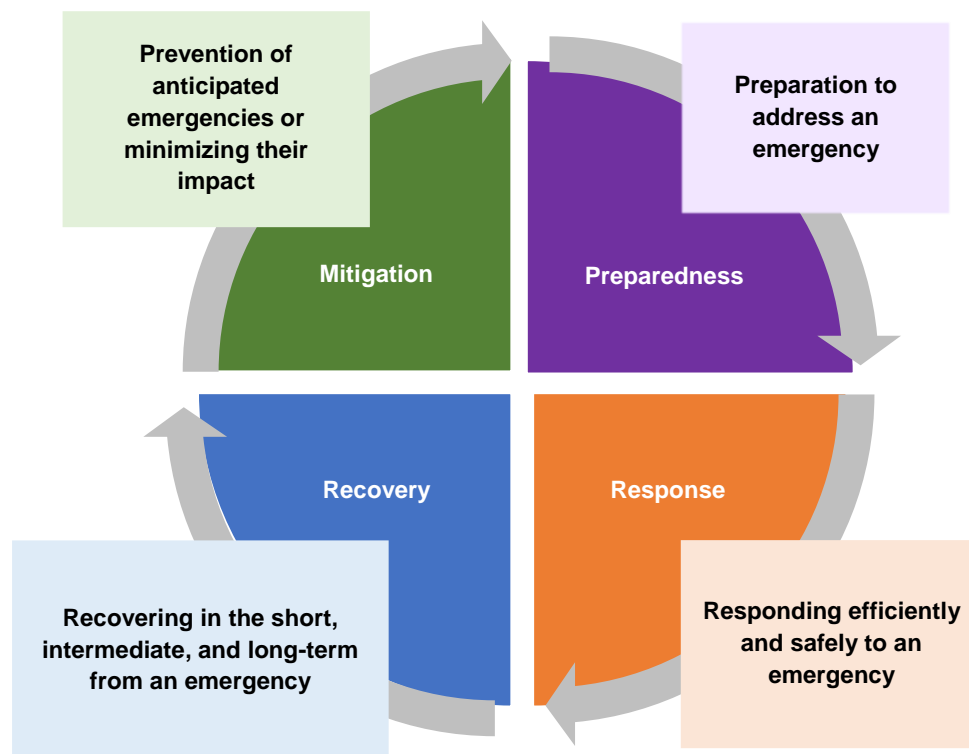 Prevention of
anticipated
emergencies or
minimizing their
impact
Preparation to
address an
emergency
Mitigation
Preparedness
Recovery
Response
Recovering in the short,
intermediate, and long-term
from an emergency
Responding efficiently
and safely to an
emergency